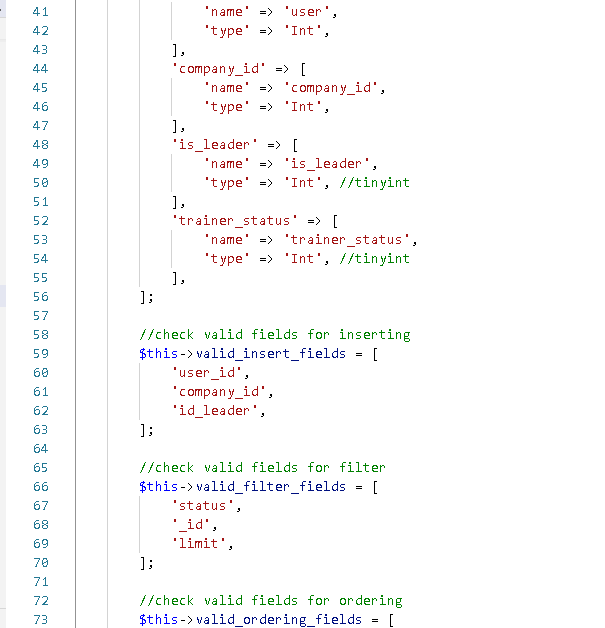 41 'name' => 'user',
42 'type' => 'Int',
43 ],
44 'company_id' => [
45 'name' => 'company_id',
46 'type' => 'Int',
47 ],
48 'is_leader' => [
49 'name' => 'is_leader',
50 'type' => 'Int', //tinyint
51 ],
52 'trainer_status' => [
53 'name' => 'trainer_status',
54 'type' => 'Int', //tinyint
55 ],
56 ];
57
58 //check valid fields for inserting
59 $this->valid_insert_fields = [
60 'user_id',
61 'company_id',
62 'id_leader',
63 ];
64
65 //check valid fields for filter
66 $this->valid_filter_fields = [
67 'status',
68 '_id',
69 'limit',
70 ];
71
72 //check valid fields for ordering
73 $this->valid_ordering_fields = [